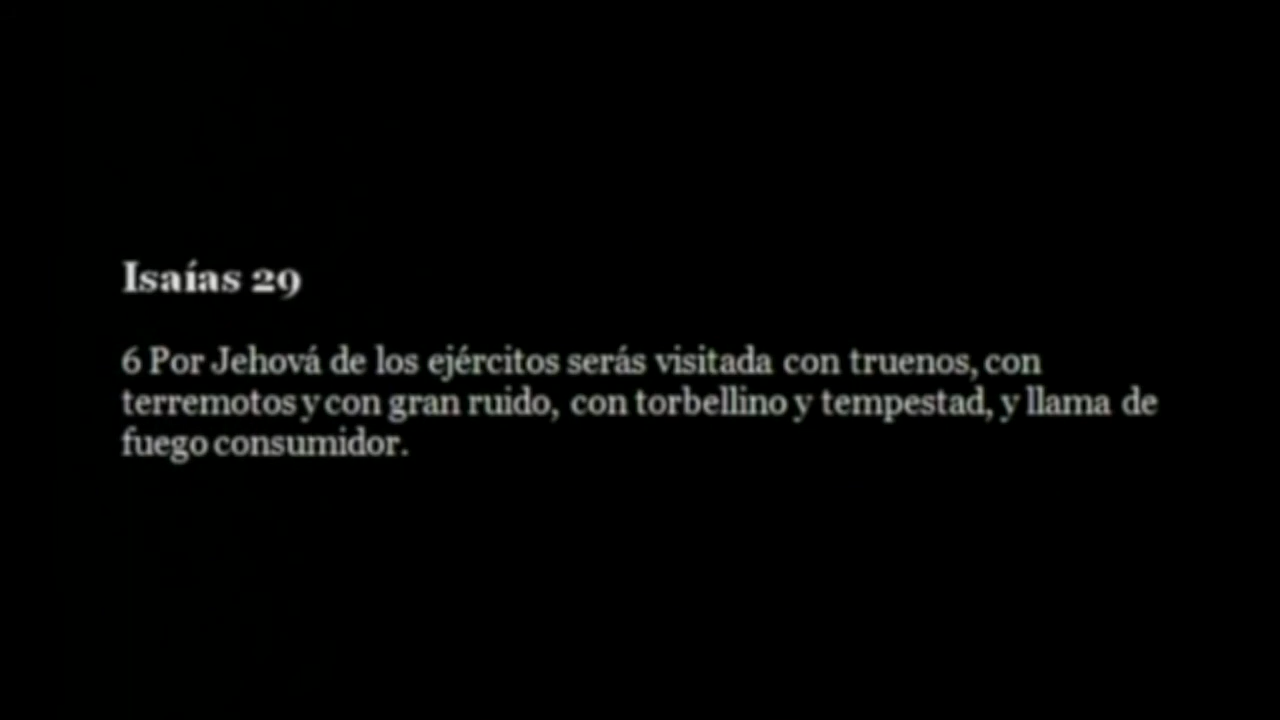 Isaías 29
6 Por Jehová de los ejércitos serás visitada con truenos, con
terremotos y con gran ruido, con torbellino y tempestad, y llama de
fuego consumidor.